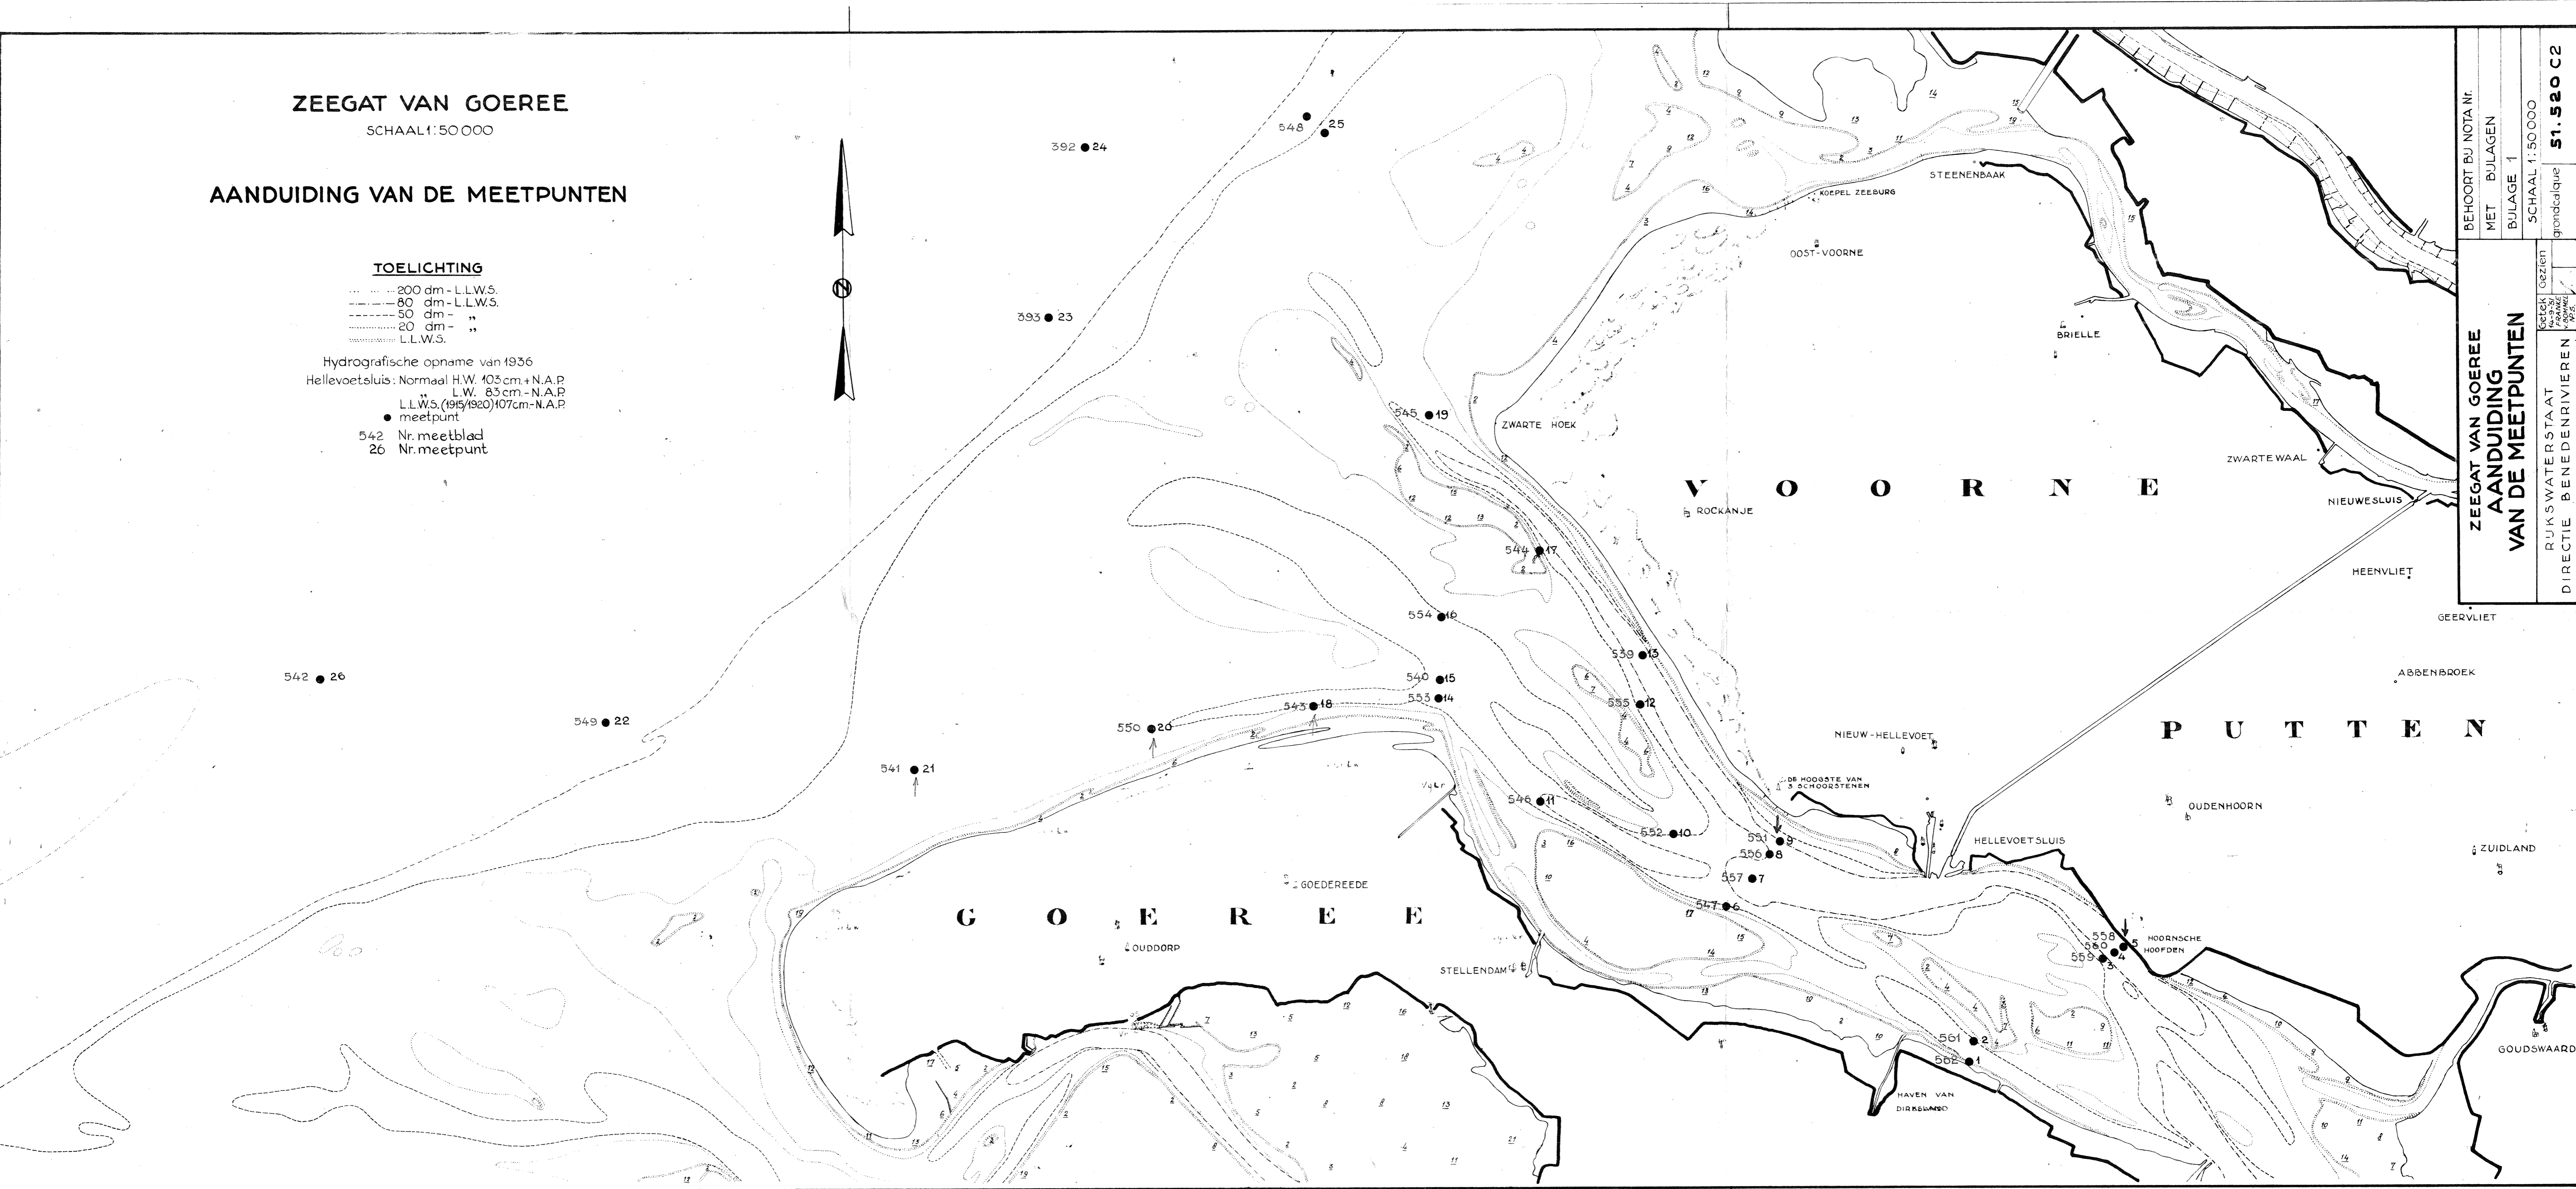 ZEEGAT VAN GOEREE
SCHAAL 1:50000
AANDUIDING VAN DE MEETPUNTEN
TOELICHTING
200 dm - L.L.W.S.
80 dm - L.L.W.S.
50 dm - „
20 dm - „
L.L.W.S.
Hydrografische opname van 1936
Hellevoetsluis: Normaal H.W. 103 cm.+ N.A.P.
„ L.W. 83 cm.- N.A.P.
L.L.W.S. (1915/1920) 107 cm.- N.A.P.
meetpunt
542 Nr. meetblad
26 Nr. meetpunt
N
548 25
392 24
393 23
545 19
544 17
554 16
539 13
540 15
553 14
555 12
543 18
550 20
541 21
542 26
549 22
546 11
552 10
551 9
556 8
557 7
547 6
558 5
560 4
559 3
561 2
562 1
STEENENBAAK
KOEPEL ZEEBURG
OOST-VOORNE
BRIELLE
ZWARTE HOEK
ZWARTEWAAL
NIEUWESLUIS
VOORNE
ROCKANJE
HEENVLIET
GEERVLIET
ABBENBROEK
PUTTEN
NIEUW-HELLEVOET
DE HOOGSTE VAN
3 SCHOORSTENEN
OUDENHOORN
HELLEVOETSLUIS
ZUIDLAND
GOEDEREEDE
GOEREE
OUDDORP
STELLENDAM
HOORNSCHE
HOOFDEN
GOUDSWAARD
HAVEN VAN
DIRKSLAND
BEHOORT BIJ NOTA Nr.
MET BIJLAGEN
BIJLAGE 1
SCHAAL 1:50000
grondcalque 51.520 C2
ZEEGAT VAN GOEREE
AANDUIDING
VAN DE MEETPUNTEN
Getek Gezien
RIJKSWATERSTAAT
DIRECTIE BENEDENRIVIEREN